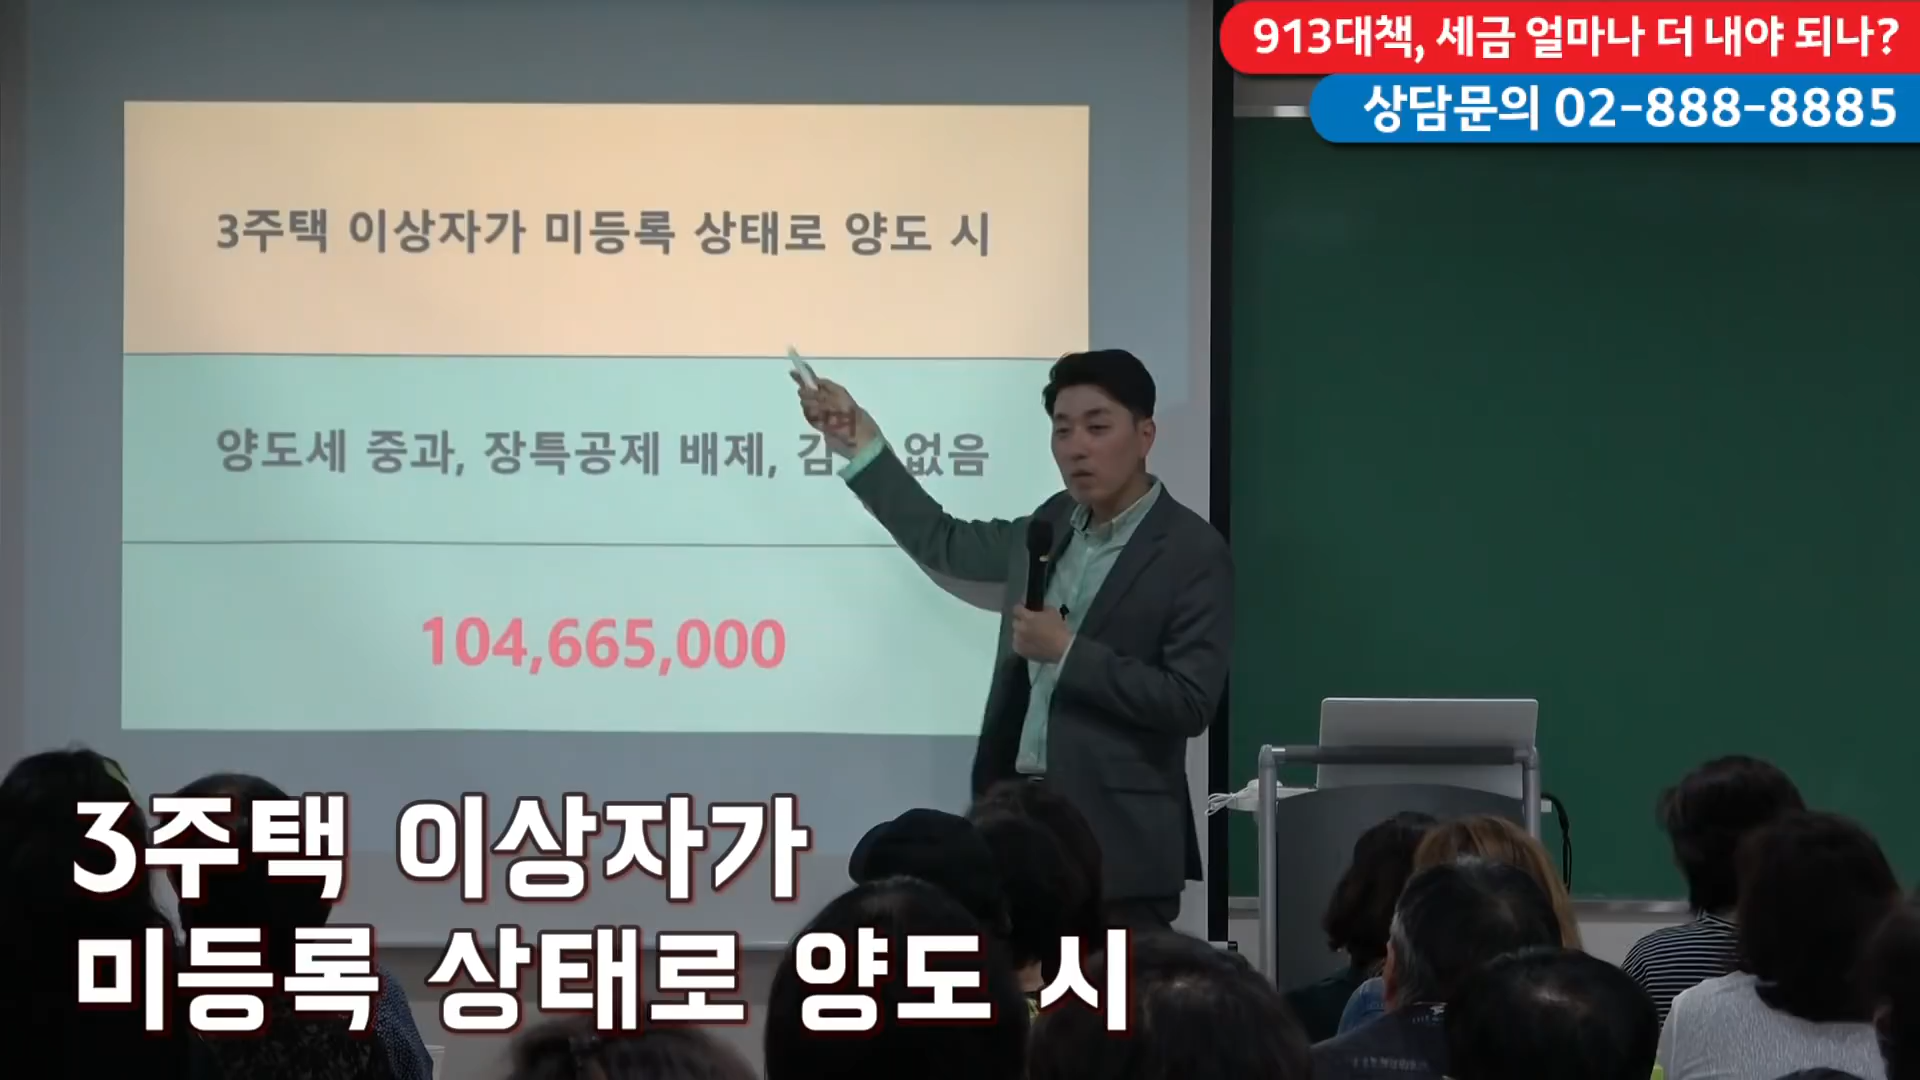 913대책, 세금 얼마나 더 내야 되나?
상담문의 02-888-8885
3주택 이상자가 미등록 상태로 양도 시
양도세 중과, 장특공제 배제, 감 없음
104,665,000
3주택 이상자가
미등록 상태로 양도 시